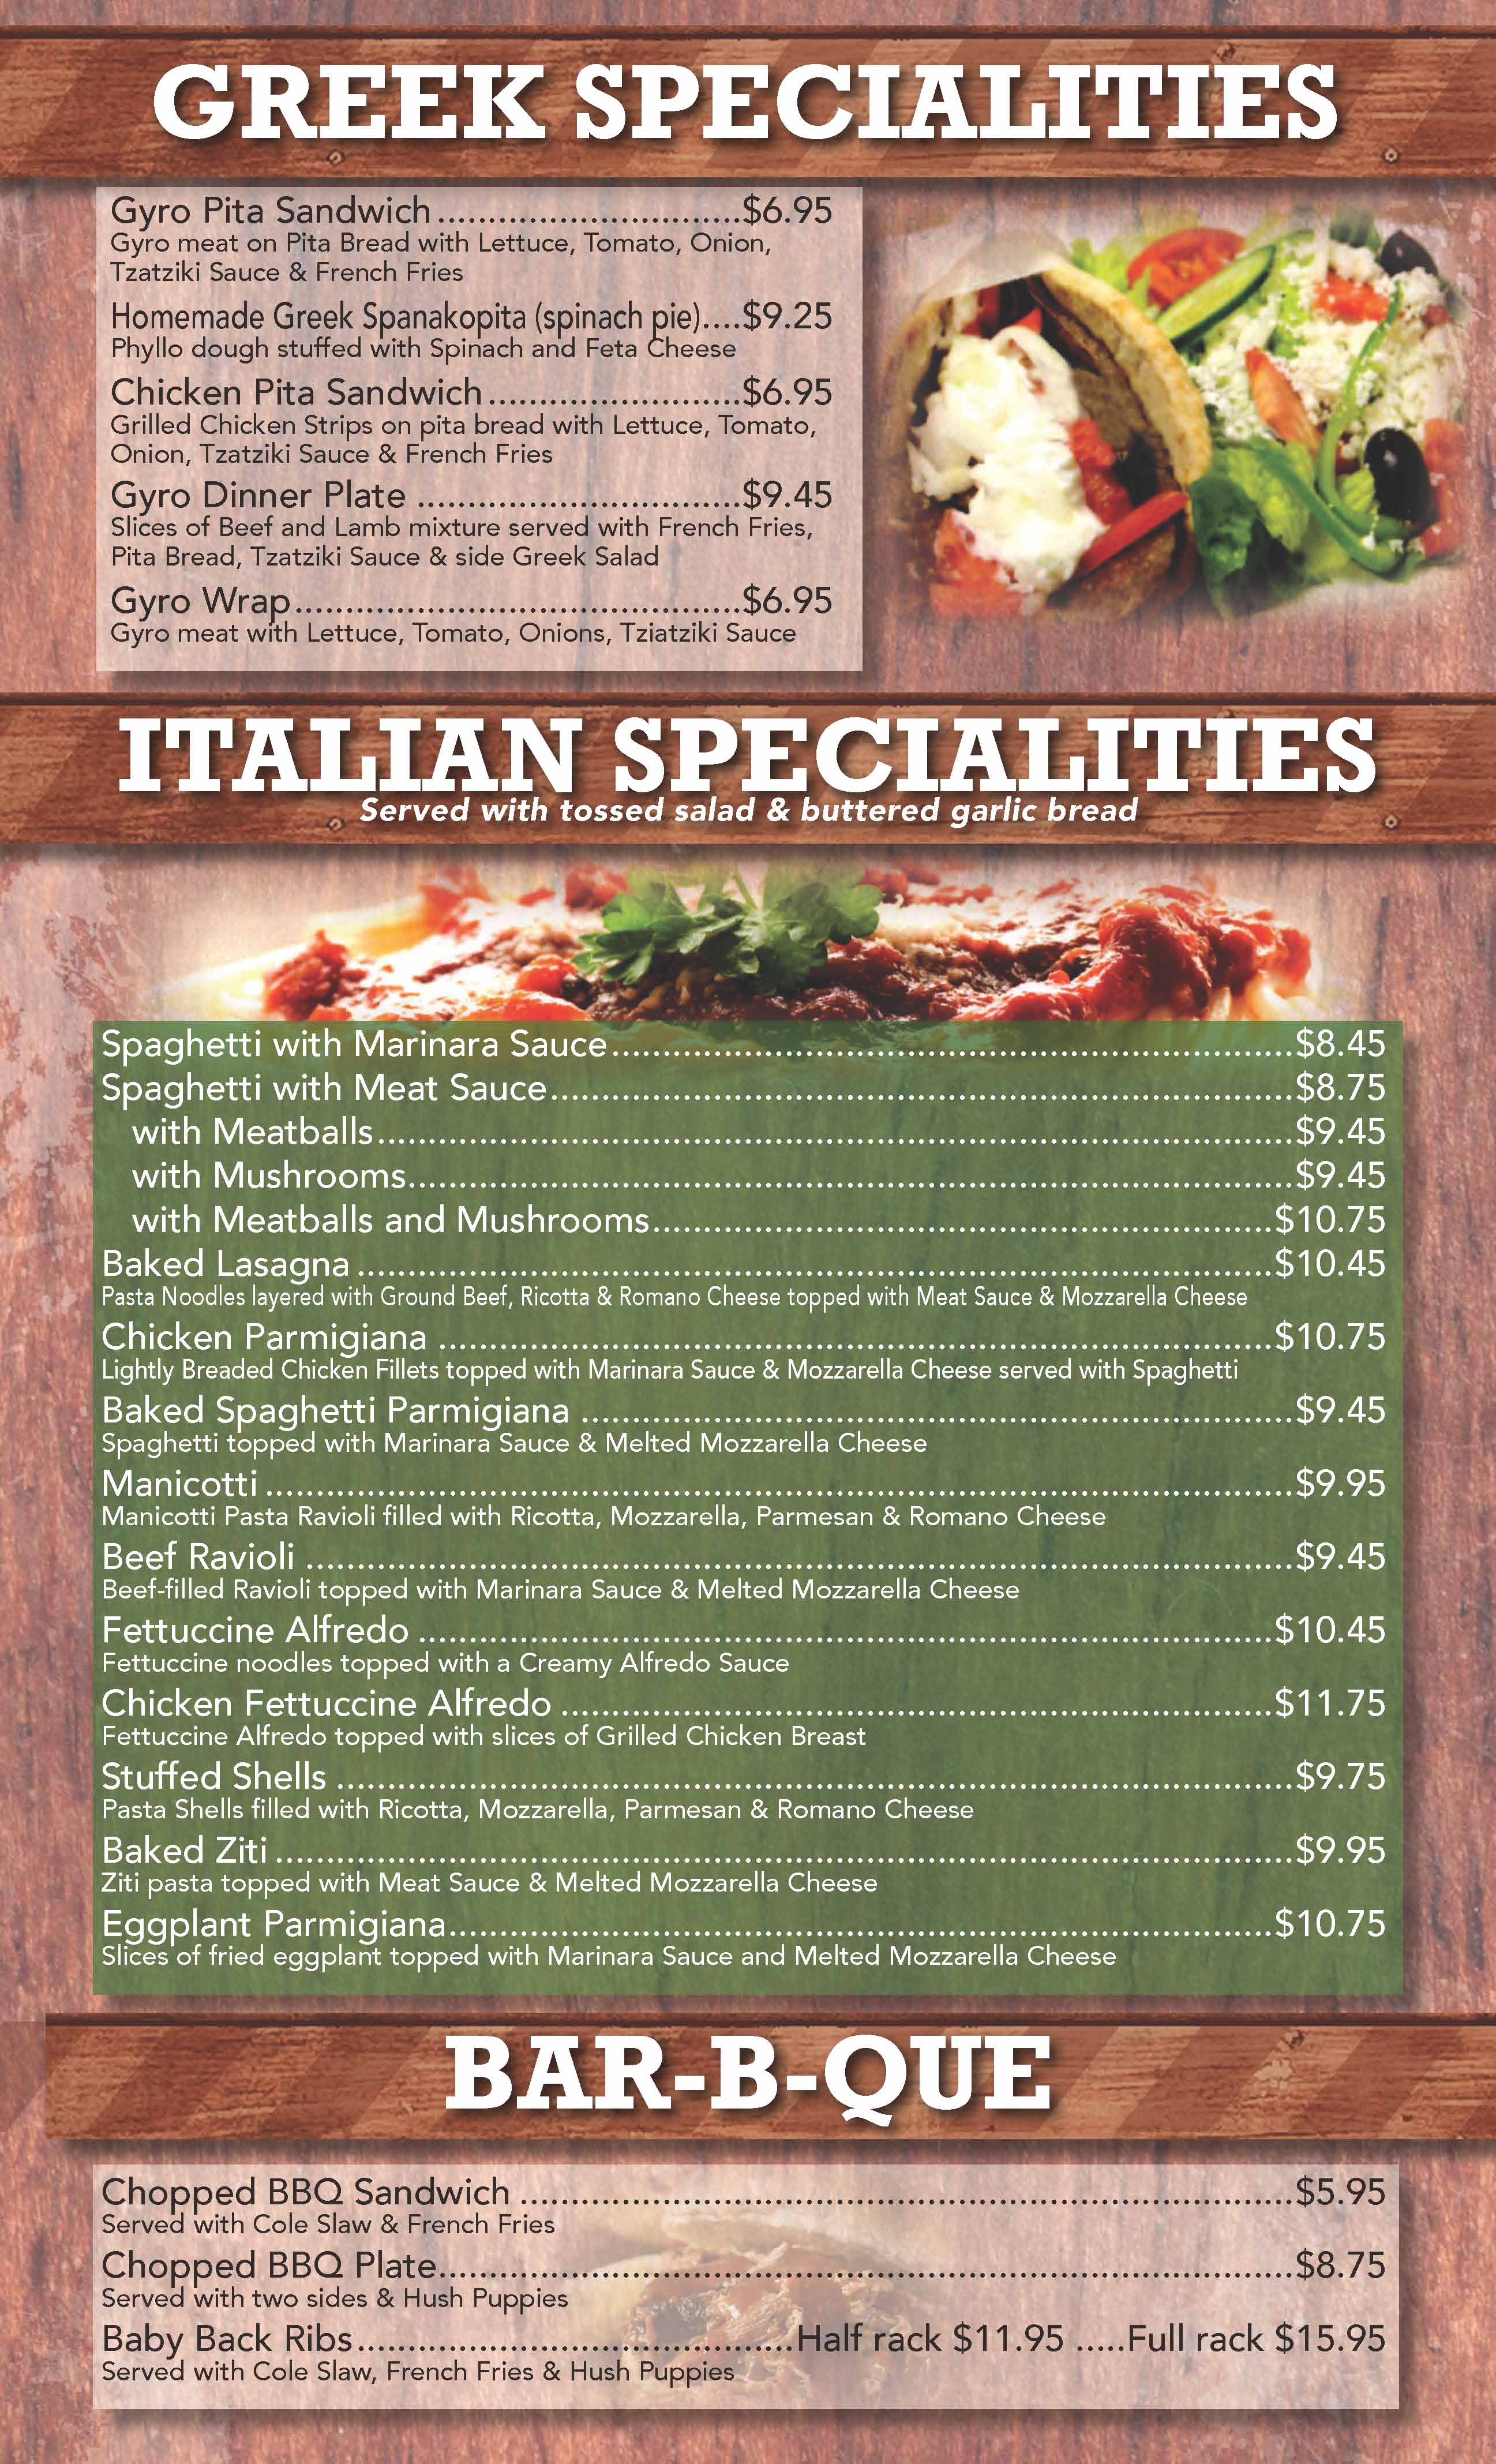 GREEK SPECIALITIES
Gyro Pita Sandwich..............................$6.95
Gyro meat on Pita Bread with Lettuce, Tomato, Onion,
Tzatziki Sauce & French Fries
Homemade Greek Spanakopita (spinach pie)....$9.25
Phyllo dough stuffed with Spinach and Feta Cheese
Chicken Pita Sandwich.........................$6.95
Grilled Chicken Strips on pita bread with Lettuce, Tomato,
Onion, Tzatziki Sauce & French Fries
Gyro Dinner Plate ................................$9.45
Slices of Beef and Lamb mixture served with French Fries,
Pita Bread, Tzatziki Sauce & side Greek Salad
Gyro Wrap............................................$6.95
Gyro meat with Lettuce, Tomato, Onions, Tziatziki Sauce
ITALIAN SPECIALITIES
Served with tossed salad & buttered garlic bread
Spaghetti with Marinara Sauce...................................................................$8.45
Spaghetti with Meat Sauce.........................................................................$8.75
with Meatballs..........................................................................................$9.45
with Mushrooms.......................................................................................$9.45
with Meatballs and Mushrooms.............................................................$10.75
Baked Lasagna ..........................................................................................$10.45
Pasta Noodles layered with Ground Beef, Ricotta & Romano Cheese topped with Meat Sauce & Mozzarella Cheese
Chicken Parmigiana ..................................................................................$10.75
Lightly Breaded Chicken Fillets topped with Marinara Sauce & Mozzarella Cheese served with Spaghetti
Baked Spaghetti Parmigiana ......................................................................$9.45
Spaghetti topped with Marinara Sauce & Melted Mozzarella Cheese
Manicotti .....................................................................................................$9.95
Manicotti Pasta Ravioli filled with Ricotta, Mozzarella, Parmesan & Romano Cheese
Beef Ravioli .................................................................................................$9.45
Beef-filled Ravioli topped with Marinara Sauce & Melted Mozzarella Cheese
Fettuccine Alfredo ....................................................................................$10.45
Fettuccine noodles topped with a Creamy Alfredo Sauce
Chicken Fettuccine Alfredo ......................................................................$11.75
Fettuccine Alfredo topped with slices of Grilled Chicken Breast
Stuffed Shells ..............................................................................................$9.75
Pasta Shells filled with Ricotta, Mozzarella, Parmesan & Romano Cheese
Baked Ziti ....................................................................................................$9.95
Ziti pasta topped with Meat Sauce & Melted Mozzarella Cheese
Eggplant Parmigiana.................................................................................$10.75
Slices of fried eggplant topped with Marinara Sauce and Melted Mozzarella Cheese
BAR-B-QUE
Chopped BBQ Sandwich ............................................................................$5.95
Served with Cole Slaw & French Fries
Chopped BBQ Plate....................................................................................$8.75
Served with two sides & Hush Puppies
Baby Back Ribs...........................................Half rack $11.95 .....Full rack $15.95
Served with Cole Slaw, French Fries & Hush Puppies